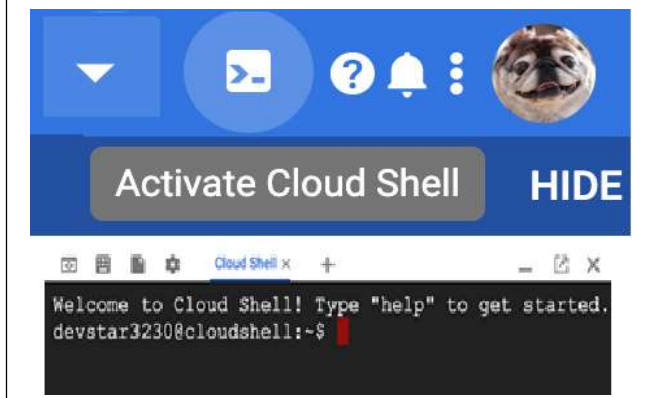 Activate Cloud Shell HIDE
Cloud Shell
Welcome to Cloud Shell! Type "help" to get started.
devstar3230@cloudshell:~$